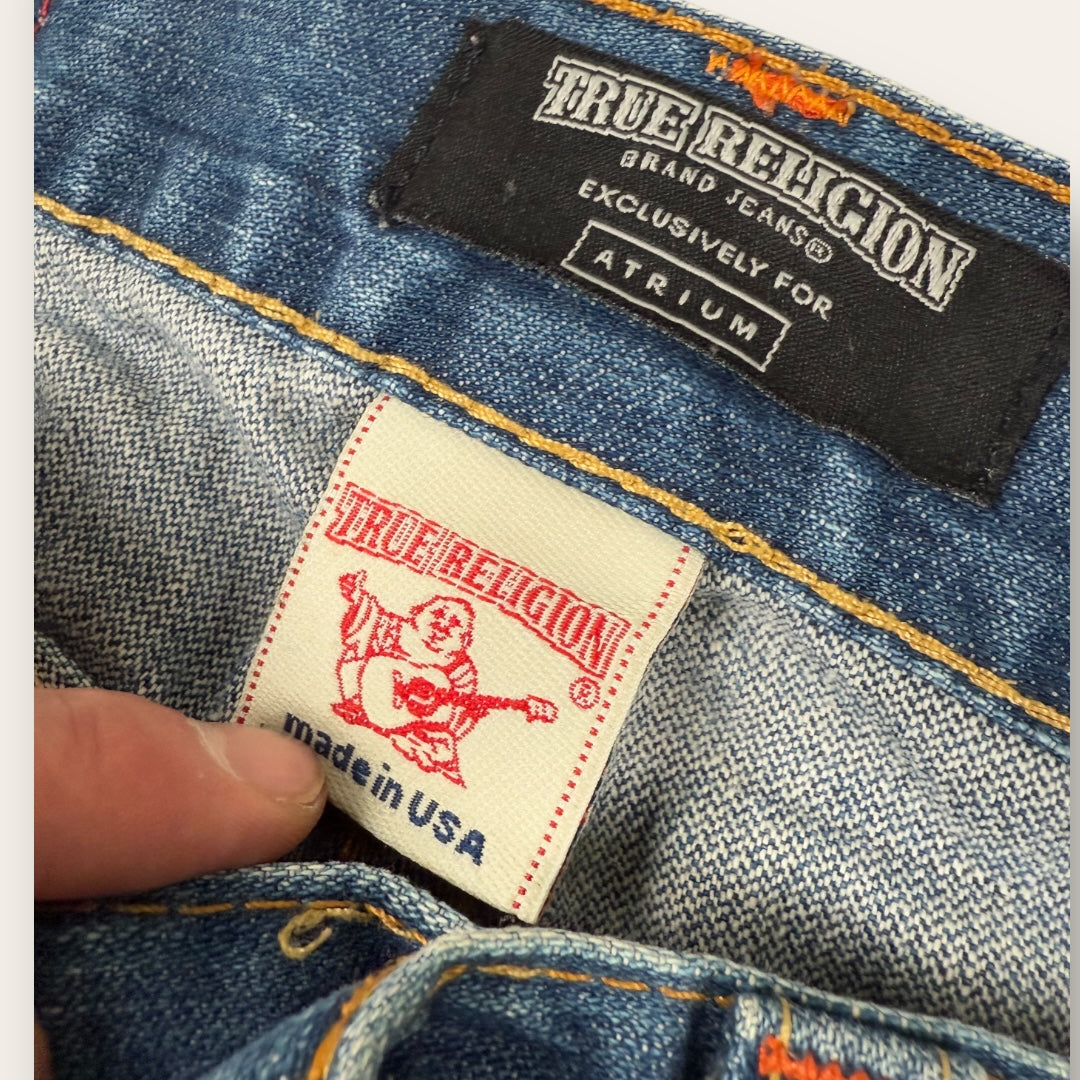 TRUE RELIGION
BRAND JEANS®
EXCLUSIVELY FOR
ATRIUM
TRUE RELIGION
®
made in USA